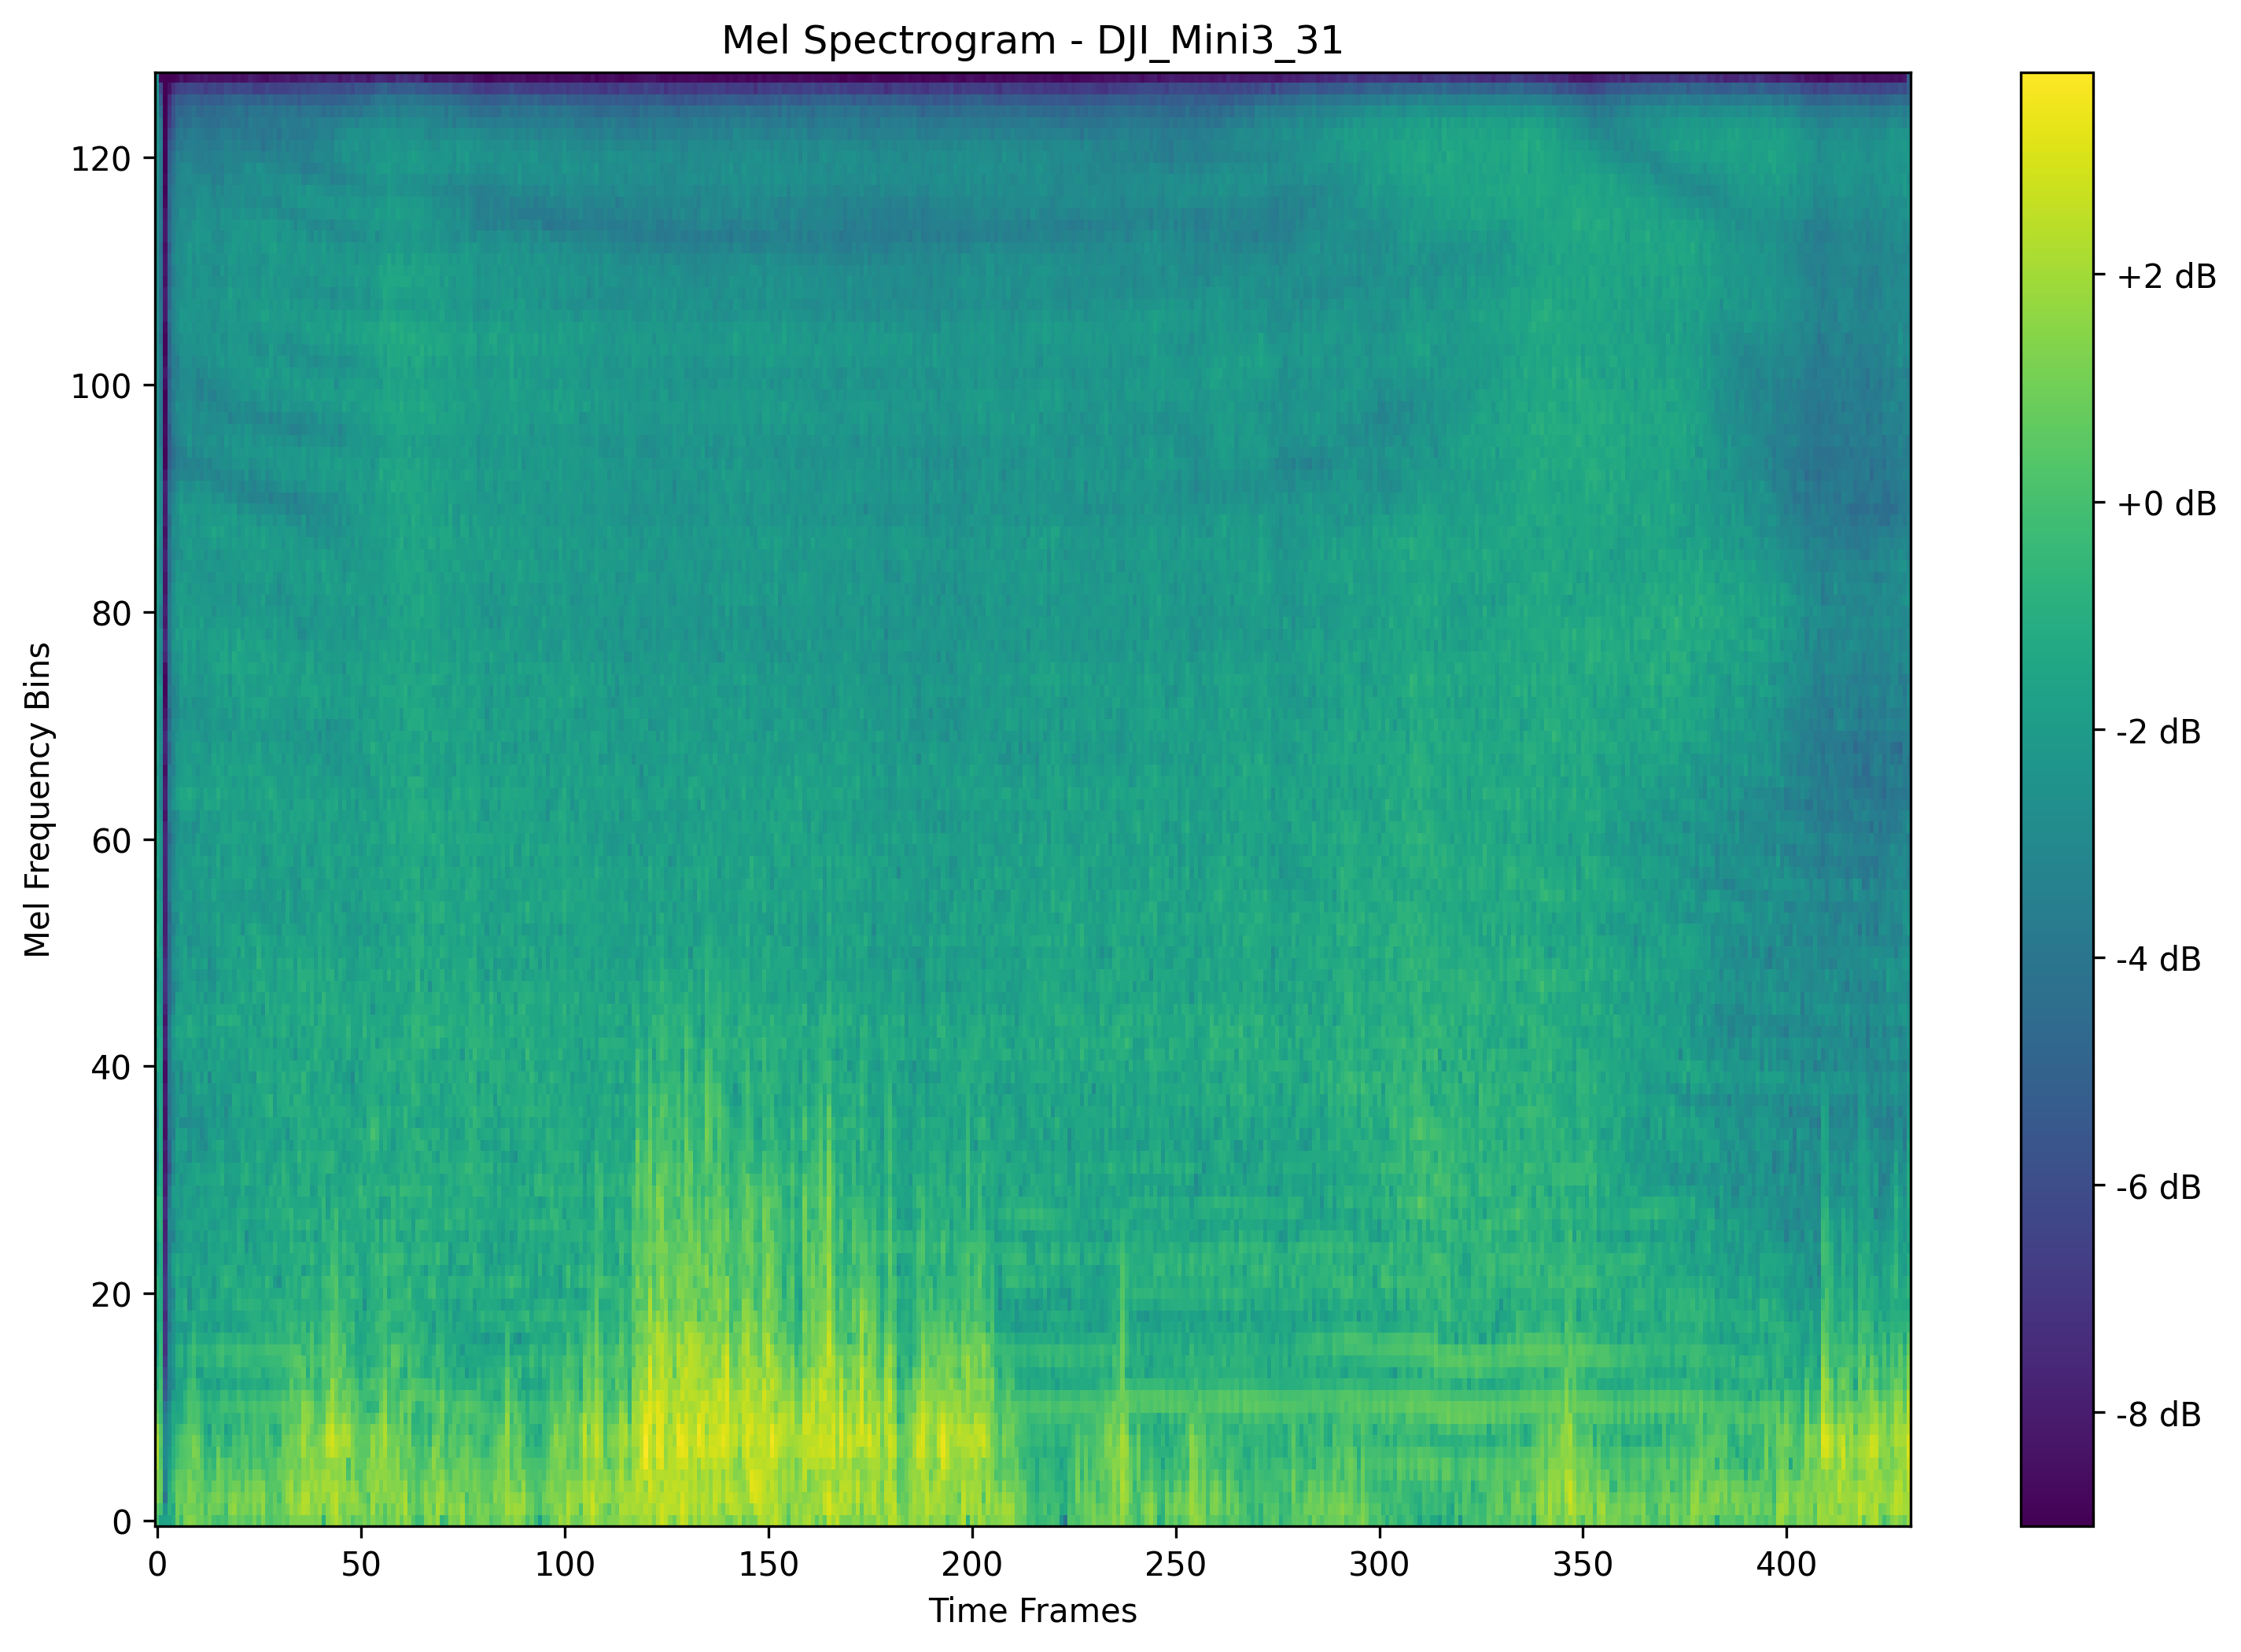 Mel Spectrogram - DJI_Mini3_31
Mel Frequency Bins
120
100
80
60
40
20
0
0 50 100 150 200 250 300 350 400
Time Frames
+2 dB
+0 dB
-2 dB
-4 dB
-6 dB
-8 dB